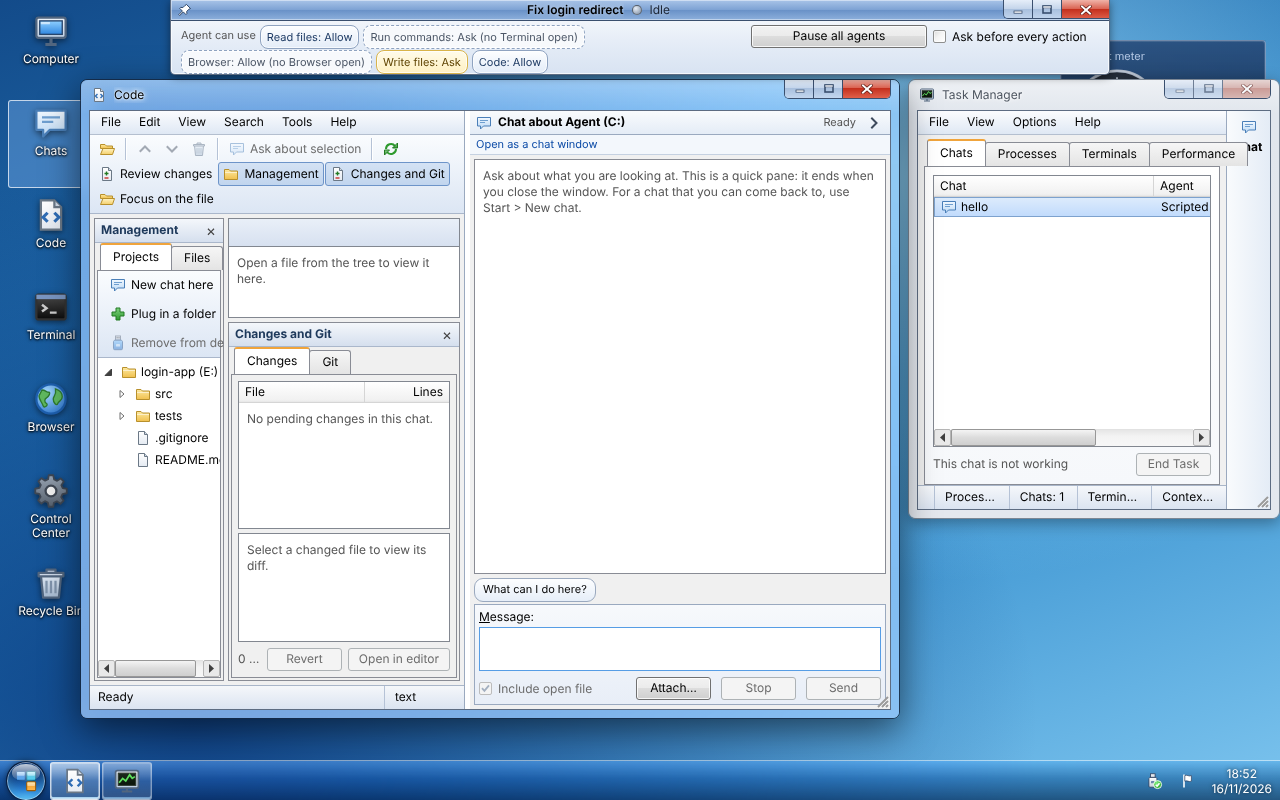 Computer
Chats
Code
Terminal
Browser
Control
Center
Recycle Bin
Fix login redirect
Idle
Agent can use
Read files: Allow
Run commands: Ask (no Terminal open)
Pause all agents
Ask before every action
Browser: Allow (no Browser open)
Write files: Ask
Code: Allow
meter
Code
File
Edit
View
Search
Tools
Help
Ask about selection
Review changes
Management
Changes and Git
Focus on the file
Management
Projects
Files
New chat here
Plug in a folder
Remove from de
login-app (E:)
src
tests
.gitignore
README.m
Open a file from the tree to view it
here.
Changes and Git
Changes
Git
File
Lines
No pending changes in this chat.
Select a changed file to view its
diff.
0 ...
Revert
Open in editor
Ready
text
Chat about Agent (C:)
Ready
Open as a chat window
Ask about what you are looking at. This is a quick pane: it ends when
you close the window. For a chat that you can come back to, use
Start > New chat.
What can I do here?
Message:
Include open file
Attach...
Stop
Send
Task Manager
File
View
Options
Help
Chats
Processes
Terminals
Performance
Chat
Agent
hello
Scripted
This chat is not working
End Task
Proces...
Chats: 1
Termin...
Contex...
18:52
16/11/2026